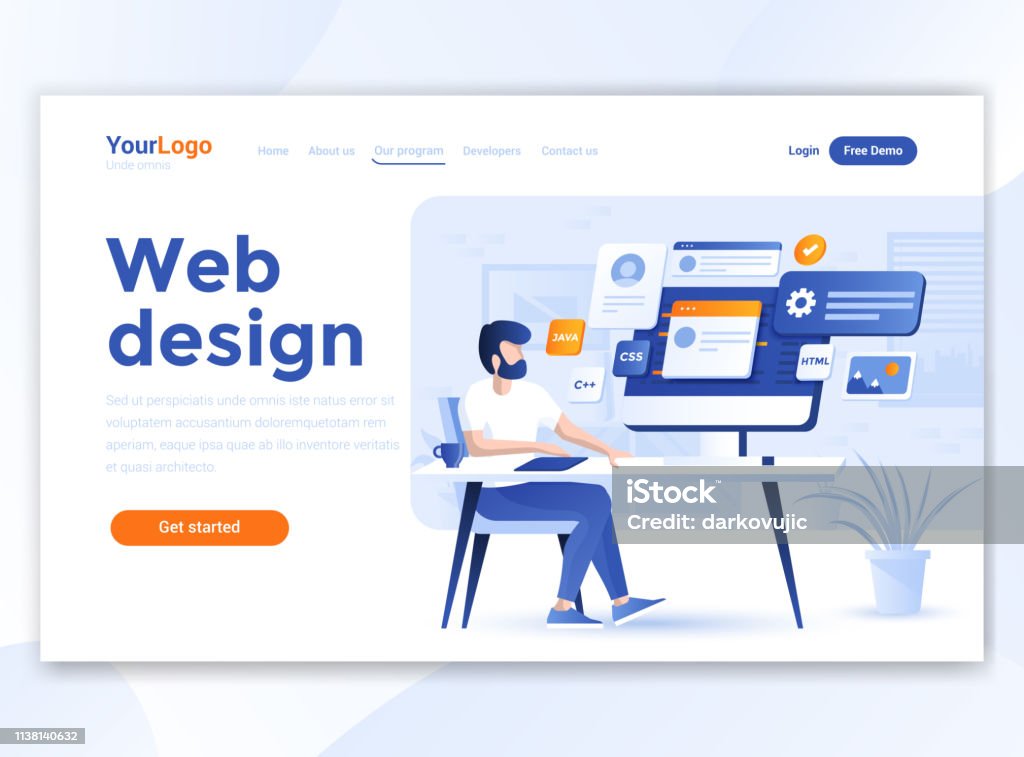 YourLogo
Unde omnis
Home About us Our program Developers Contact us
Login Free Demo
Web
design
Sed ut perspiciatis unde omnis iste natus error sit
voluptatem accusantium doloremquetotam rem
aperiam, eaque ipsa quae ab illo inventore veritatis
et quasi architecto.
Get started
JAVA
CSS
C++
HTML
iStock™
Credit: darkovujic
1138140632